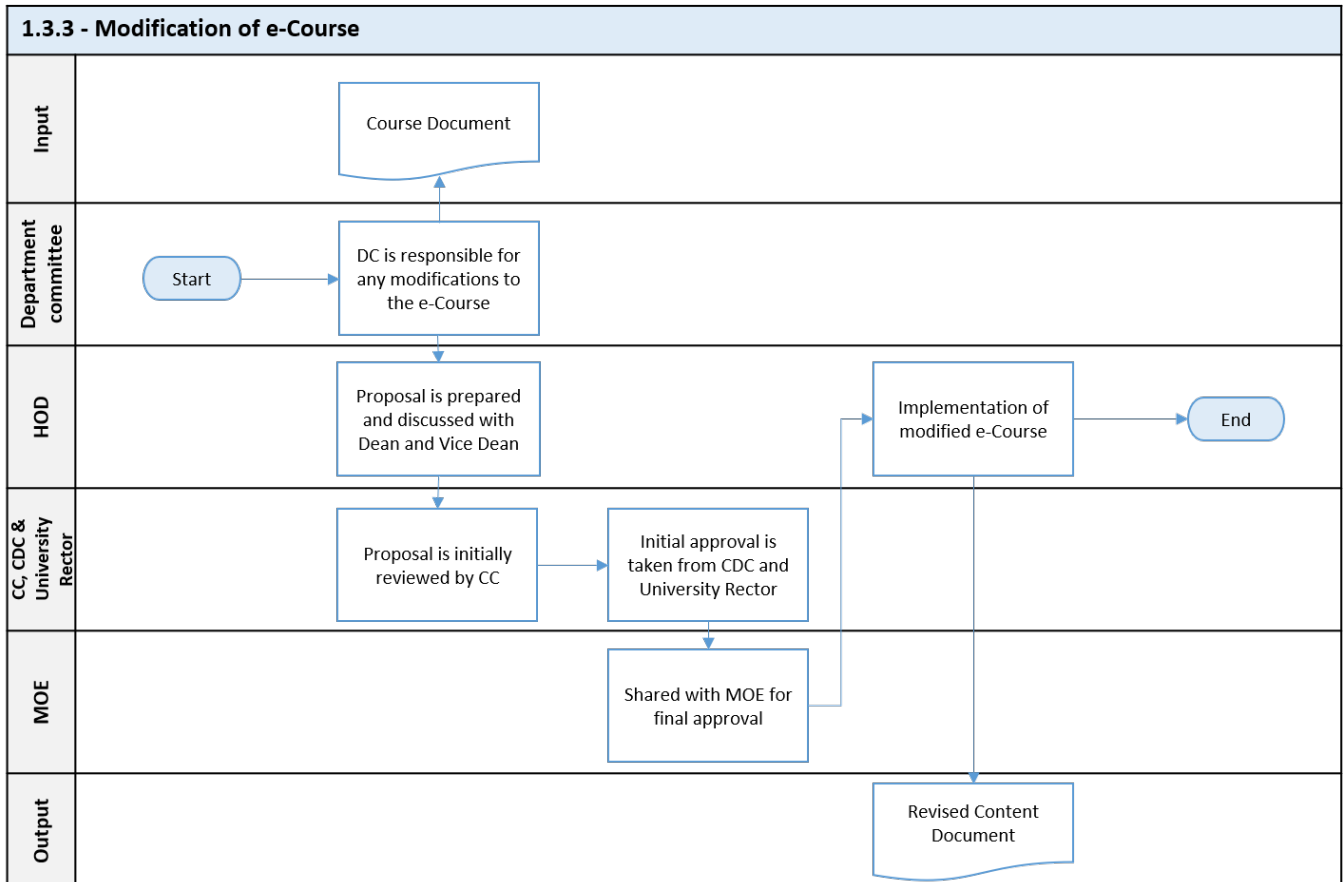 1.3.3 - Modification of e-Course
Input
Course Document
Department
committee
Start
DC is responsible for
any modifications to
the e-Course
HOD
Proposal is prepared
and discussed with
Dean and Vice Dean
Implementation of
modified e-Course
End
CC, CDC &
University
Rector
Proposal is initially
reviewed by CC
Initial approval is
taken from CDC and
University Rector
MOE
Shared with MOE for
final approval
Output
Revised Content
Document